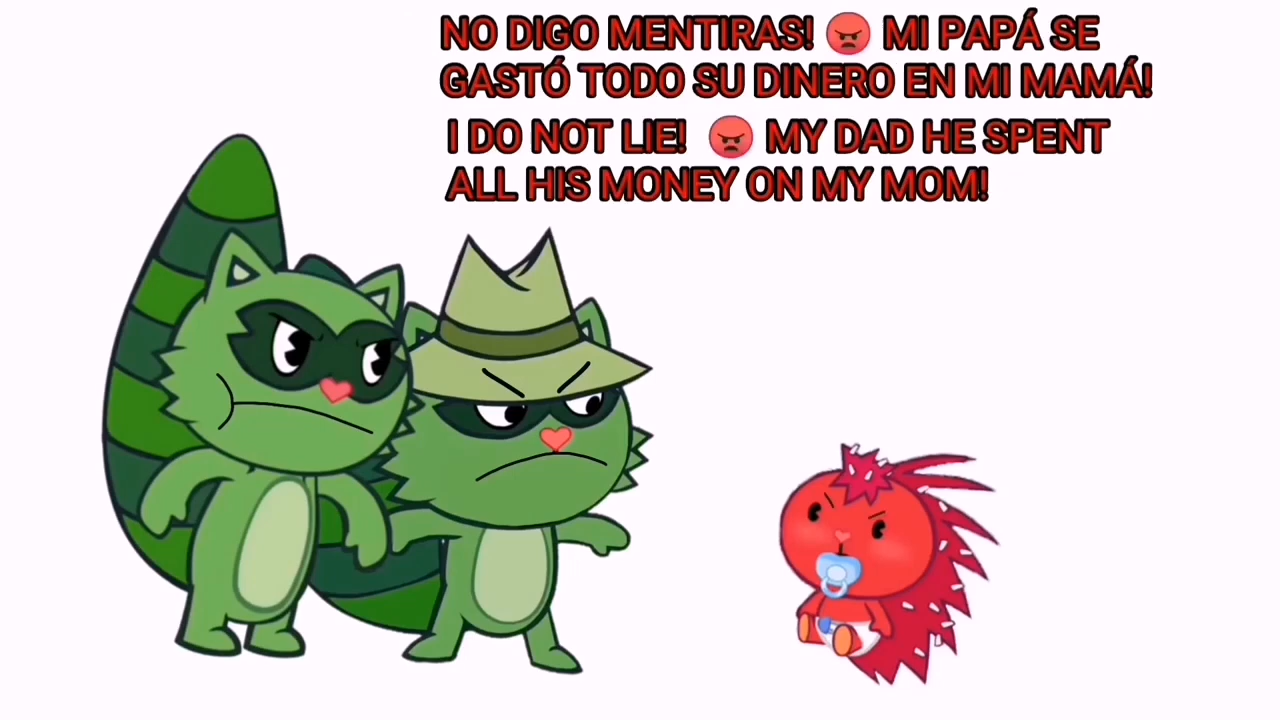 NO DIGO MENTIRAS! 😡 MI PAPÁ SE
GASTÓ TODO SU DINERO EN MI MAMÁ!
I DO NOT LIE! 😡 MY DAD HE SPENT
ALL HIS MONEY ON MY MOM!